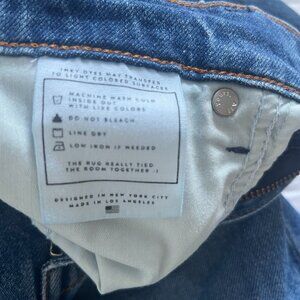 INKY DYES MAY TRANSFER
TO LIGHT COLORED SURFACES
MACHINE WASH COLD
INSIDE OUT
WITH LIKE COLORS
DO NOT BLEACH.
LINE DRY
LOW IRON IF NEEDED
THE RUG REALLY TIED
THE ROOM TOGETHER :)
DESIGNED IN NEW YORK CITY
MADE IN LOS ANGELES